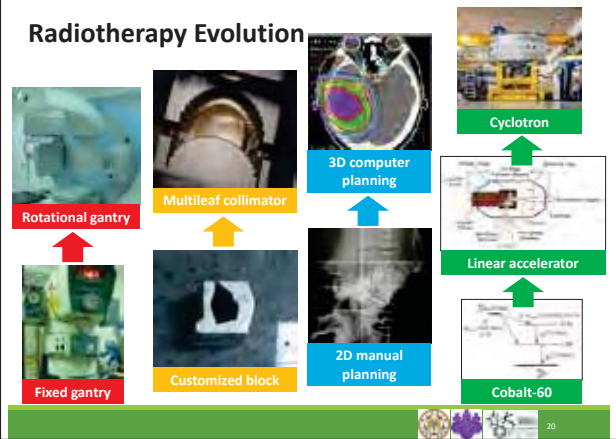 Radiotherapy Evolution
Rotational gantry
Fixed gantry
Multileaf collimator
Customized block
3D computer
planning
2D manual
planning
Cyclotron
Linear accelerator
Cobalt-60
20